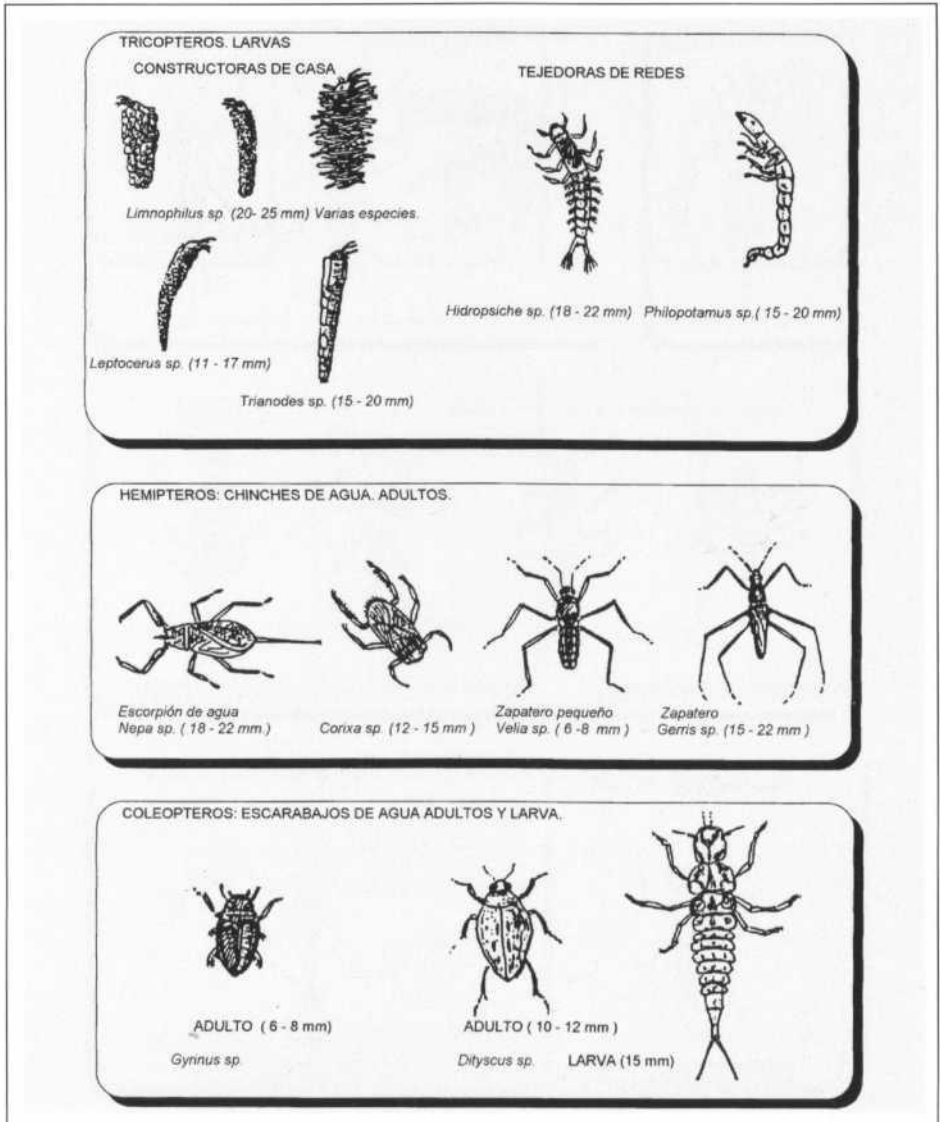 TRICOPTEROS. LARVAS
CONSTRUCTORAS DE CASA
TEJEDORAS DE REDES
Limnophilus sp. (20- 25 mm) Varias especies.
Hidropsiche sp. (18 - 22 mm)
Philopotamus sp.( 15 - 20 mm)
Leptocerus sp. (11 - 17 mm)
Trianodes sp. (15 - 20 mm)
HEMIPTEROS: CHINCHES DE AGUA. ADULTOS.
Escorpión de agua
Nepa sp. ( 18 - 22 mm.)
Corixa sp. (12 - 15 mm )
Zapatero pequeño
Velia sp. ( 6 -8 mm )
Zapatero
Gerris sp. (15 - 22 mm )
COLEOPTEROS: ESCARABAJOS DE AGUA ADULTOS Y LARVA.
ADULTO ( 6 - 8 mm)
Gyrinus sp.
ADULTO ( 10 - 12 mm )
Dityscus sp.
LARVA (15 mm)